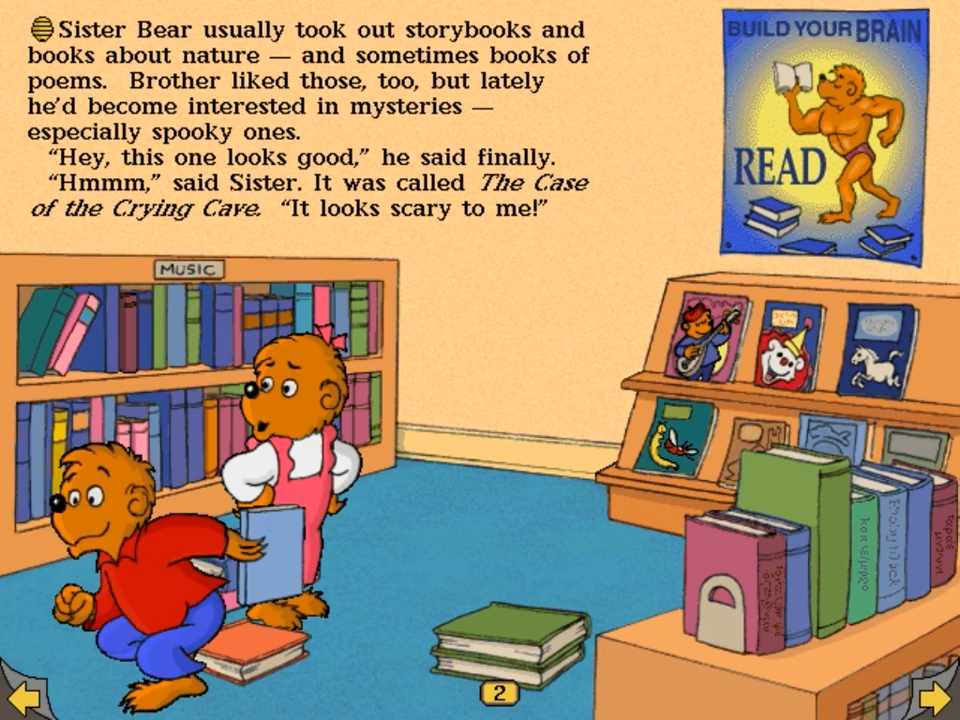 Sister Bear usually took out storybooks and
books about nature — and sometimes books of
poems. Brother liked those, too, but lately
he'd become interested in mysteries —
especially spooky ones.
“Hey, this one looks good,” he said finally.
“Hmmm,” said Sister. It was called The Case
of the Crying Cave. “It looks scary to me!”
BUILD YOUR BRAIN
READ
MUSIC
2